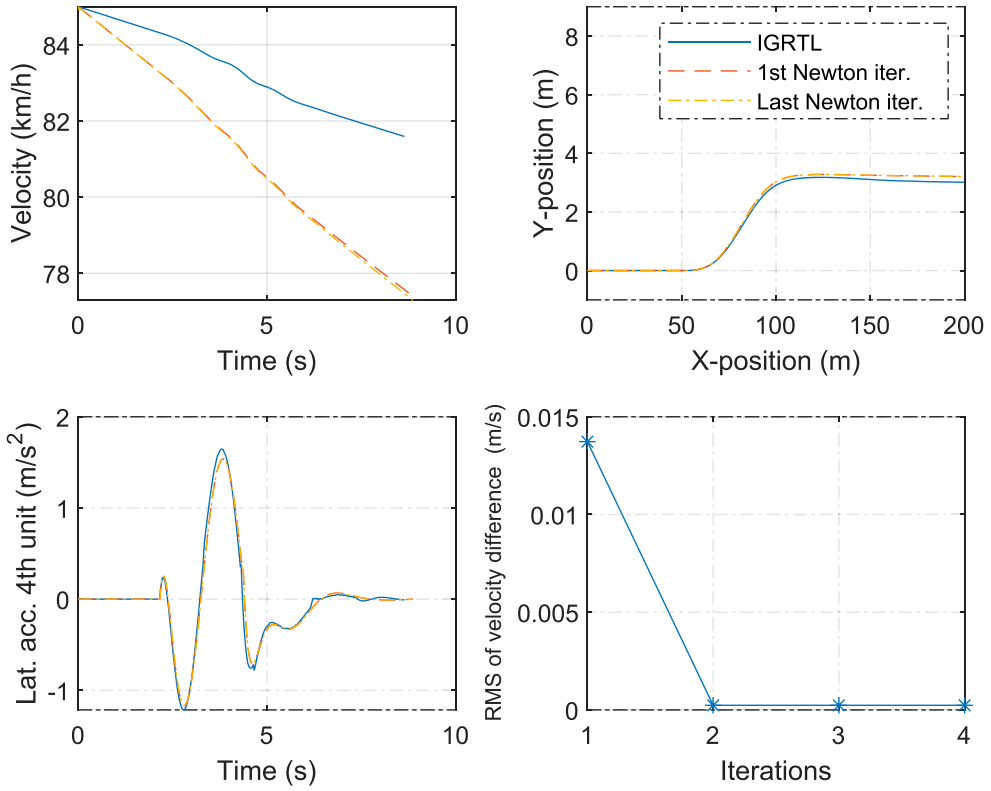 Velocity (km/h)
84
82
80
78
0
5
10
Time (s)
Y-position (m)
8
6
4
2
0
IGRTL
1st Newton iter.
Last Newton iter.
0
50
100
150
200
X-position (m)
Lat. acc. 4th unit (m/s²)
2
1
0
-1
0
5
10
Time (s)
RMS of velocity difference (m/s)
0.015
0.01
0.005
0
1
2
3
4
Iterations